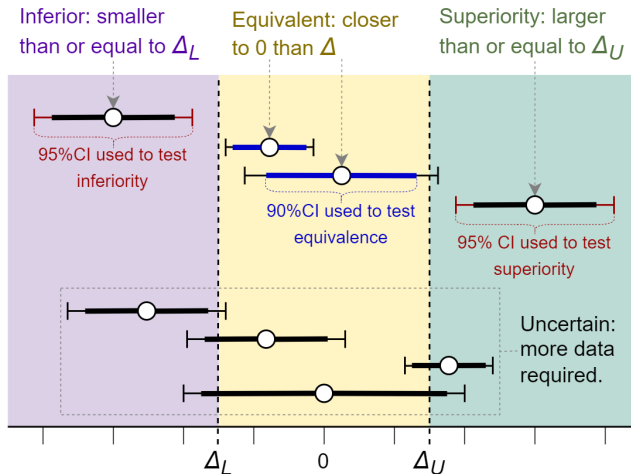 Inferior: smaller
than or equal to Δ_L
Equivalent: closer
to 0 than Δ
Superiority: larger
than or equal to Δ_U
95%CI used to test
inferiority
90%CI used to test
equivalence
95% CI used to test
superiority
Uncertain:
more data
required.
Δ_L
0
Δ_U